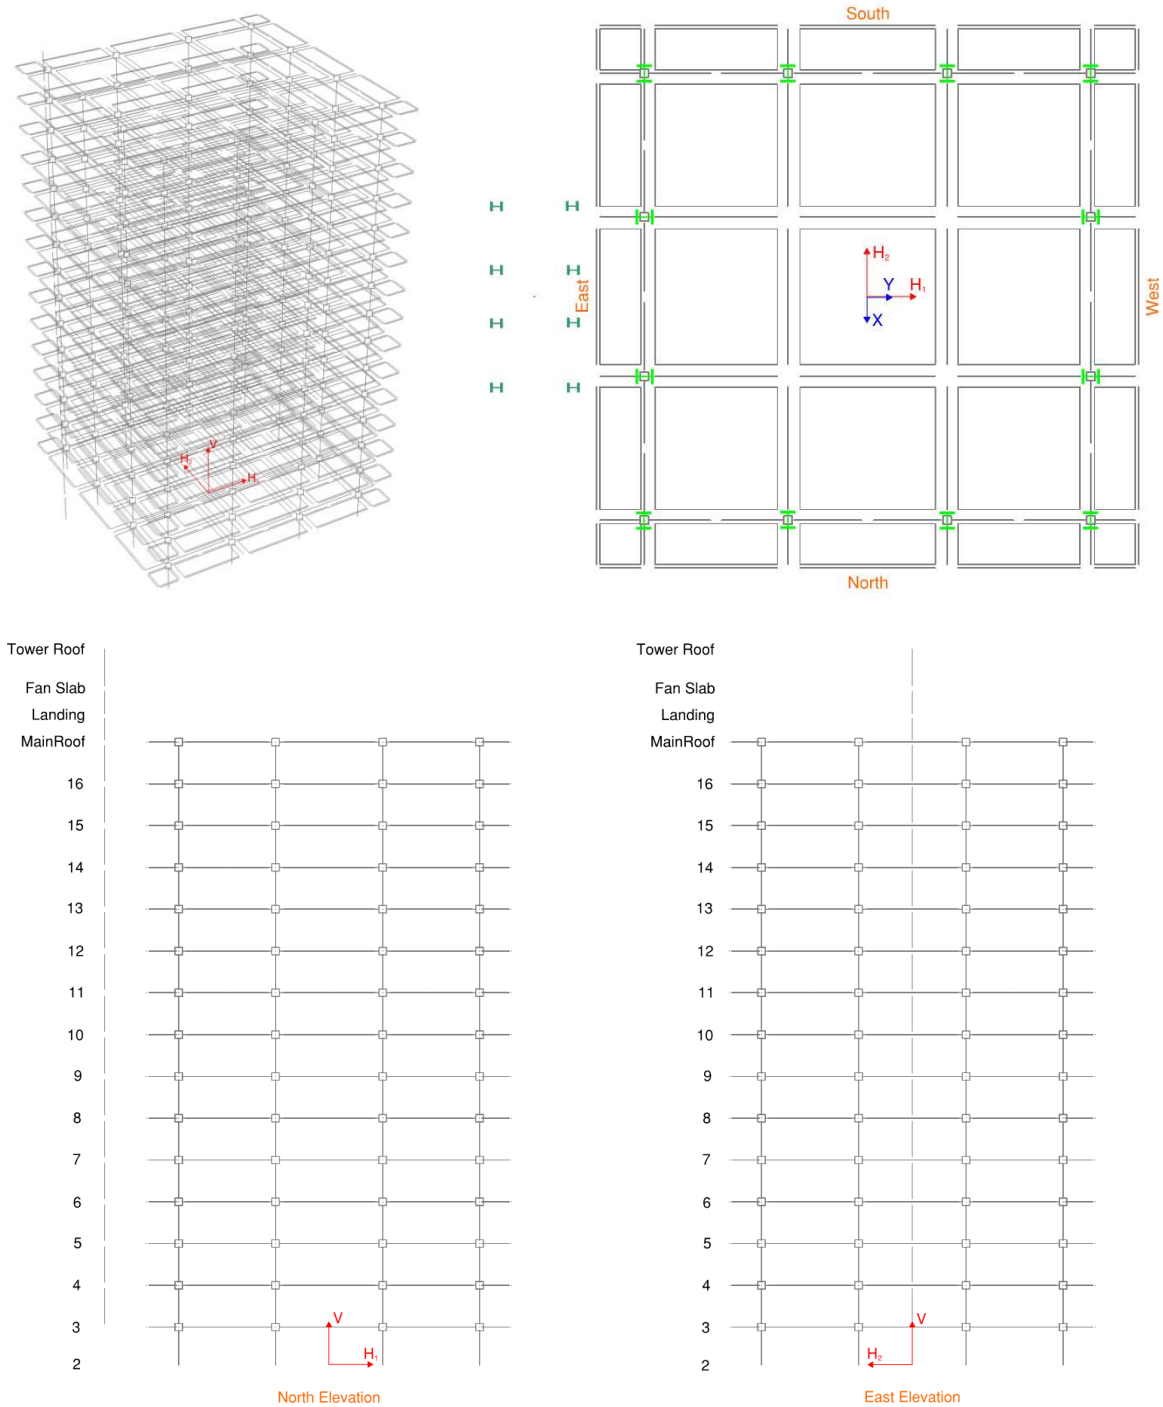 South
East
H₂
Y
H₁
X
West
North
V
H₂
H
Tower Roof
Fan Slab
Landing
MainRoof
16
15
14
13
12
11
10
9
8
7
6
5
4
3
2
V
H₁
North Elevation
Tower Roof
Fan Slab
Landing
MainRoof
16
15
14
13
12
11
10
9
8
7
6
5
4
3
2
V
H₂
East Elevation